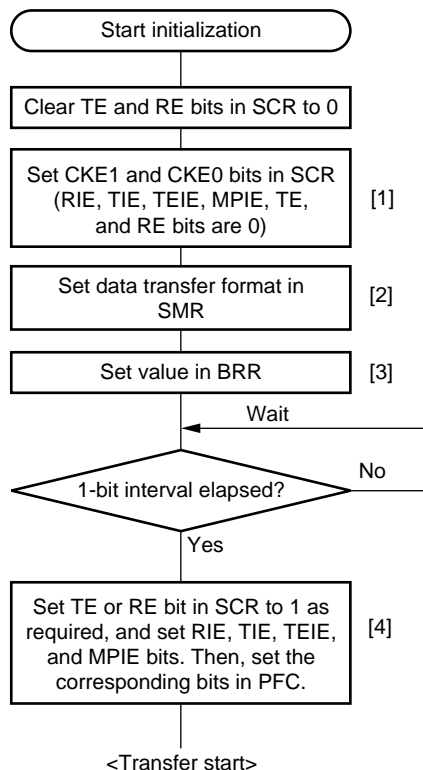 Start initialization
Clear TE and RE bits in SCR to 0
Set CKE1 and CKE0 bits in SCR
(RIE, TIE, TEIE, MPIE, TE,
and RE bits are 0)
[1]
Set data transfer format in
SMR
[2]
Set value in BRR
[3]
Wait
1-bit interval elapsed?
No
Yes
Set TE or RE bit in SCR to 1 as
required, and set RIE, TIE, TEIE,
and MPIE bits. Then, set the
corresponding bits in PFC.
[4]
<Transfer start>